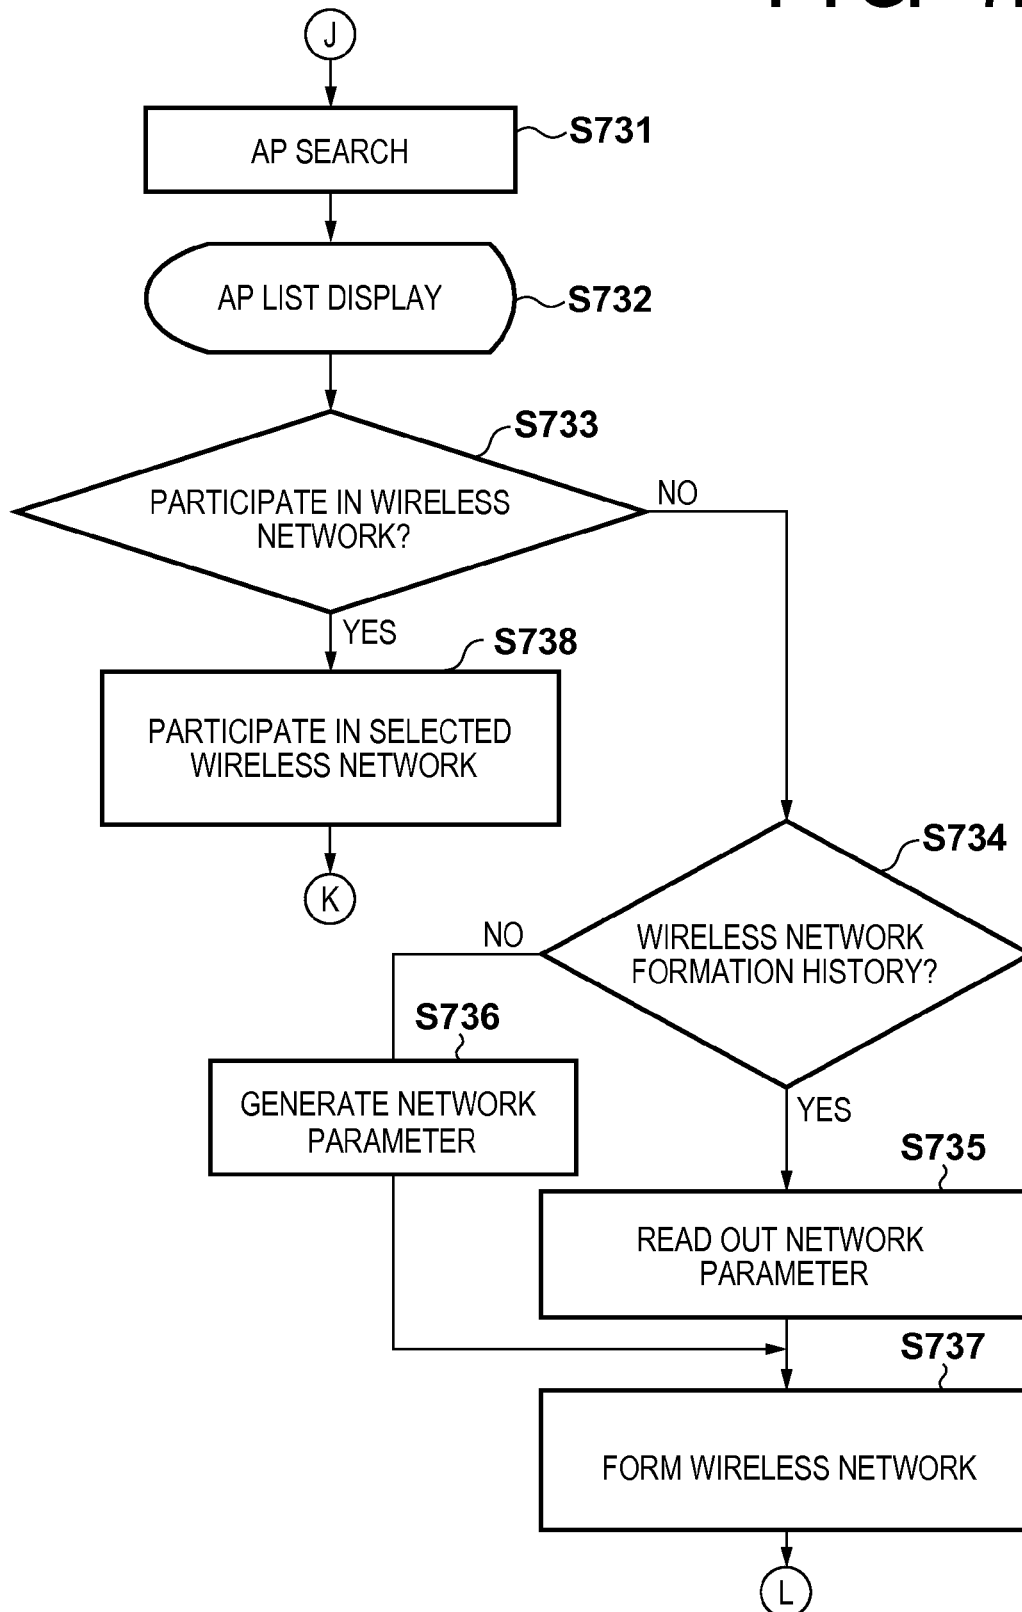 J
AP SEARCH
S731
AP LIST DISPLAY
S732
S733
PARTICIPATE IN WIRELESS
NETWORK?
NO
YES
S738
PARTICIPATE IN SELECTED
WIRELESS NETWORK
K
S734
WIRELESS NETWORK
FORMATION HISTORY?
NO
S736
GENERATE NETWORK
PARAMETER
YES
S735
READ OUT NETWORK
PARAMETER
S737
FORM WIRELESS NETWORK
L